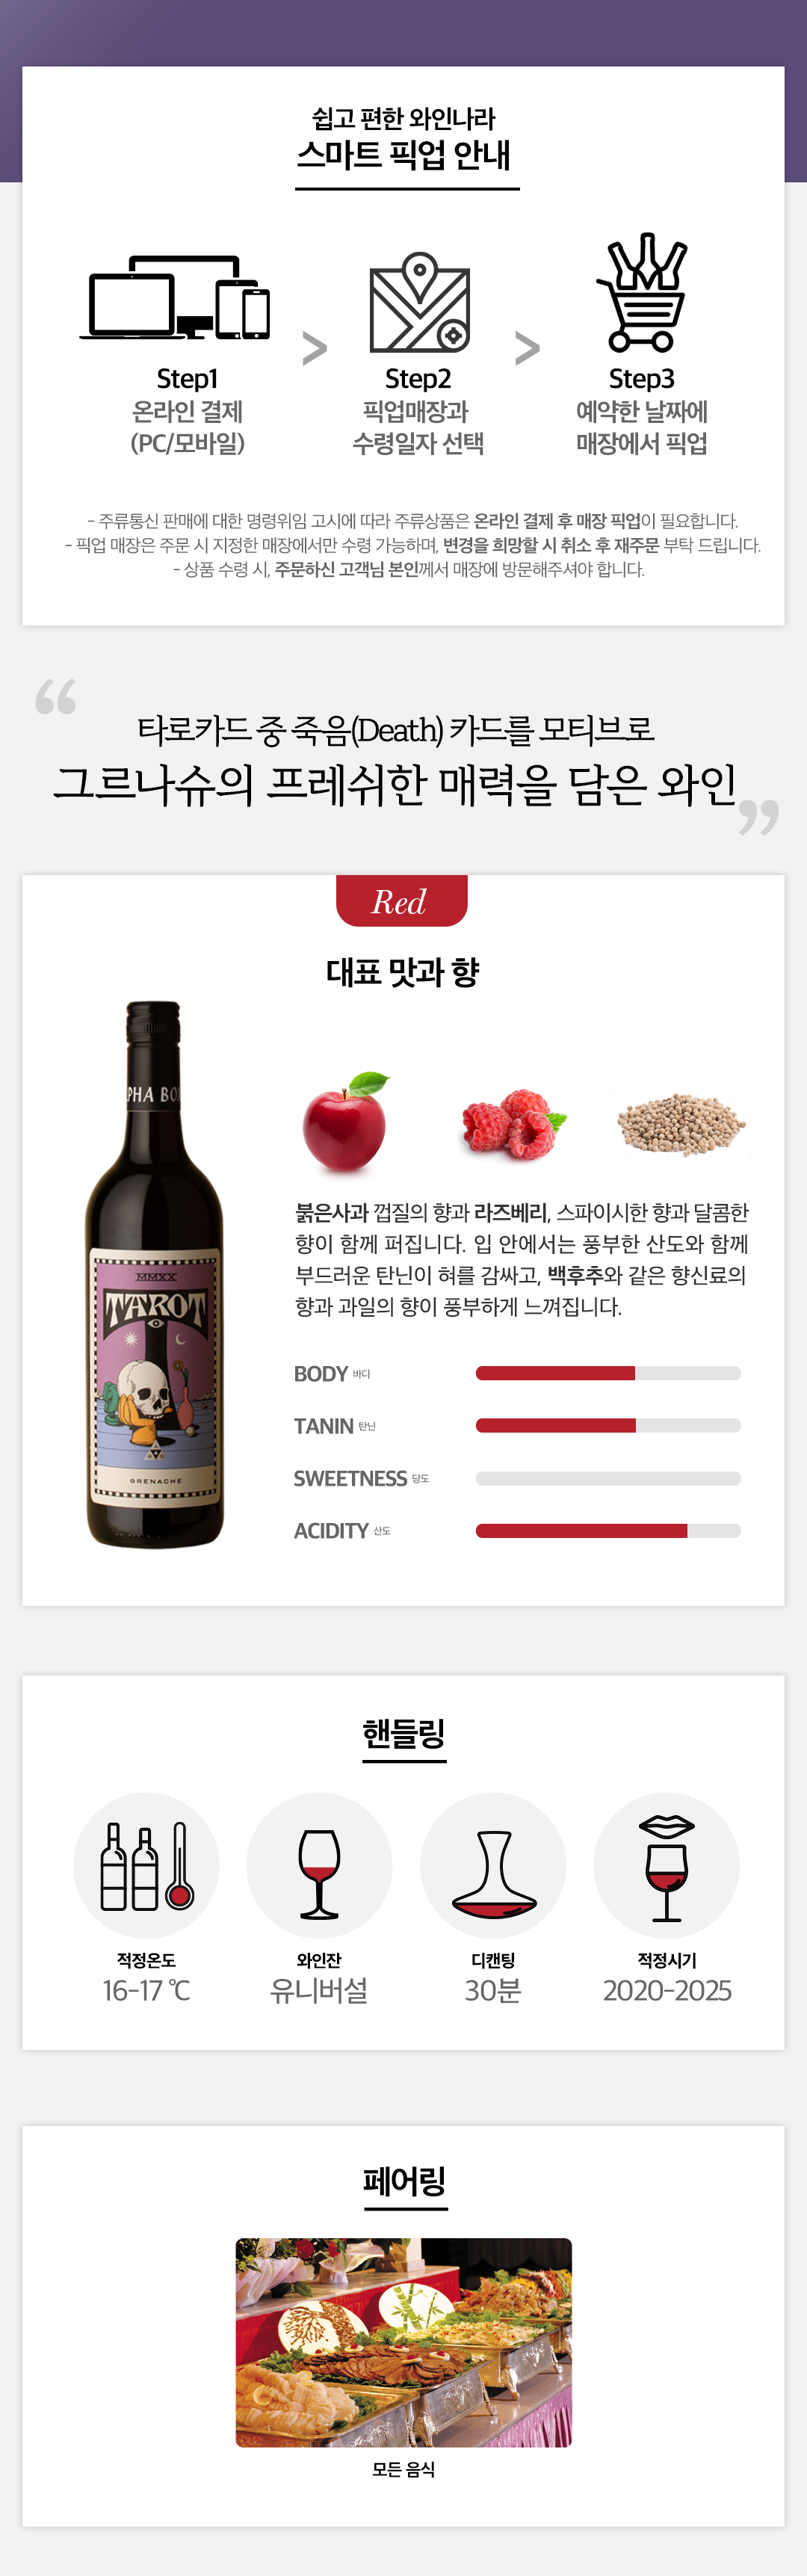 쉽고 편한 와인나라
스마트 픽업 안내
Step1
온라인 결제
(PC/모바일)
>
Step2
픽업매장과
수령일자 선택
>
Step3
예약한 날짜에
매장에서 픽업
- 주류통신 판매에 대한 명령위임 고시에 따라 주류상품은 온라인 결제 후 매장 픽업이 필요합니다.
- 픽업 매장은 주문 시 지정한 매장에서만 수령 가능하며, 변경을 희망할 시 취소 후 재주문 부탁 드립니다.
- 상품 수령 시, 주문하신 고객님 본인께서 매장에 방문해주셔야 합니다.
“
타로카드 중 죽음(Death) 카드를 모티브로
그르나슈의 프레쉬한 매력을 담은 와인
”
Red
대표 맛과 향
PHA BO
MMXX
TAROT
GRENACHE
붉은사과 껍질의 향과 라즈베리, 스파이시한 향과 달콤한
향이 함께 퍼집니다. 입 안에서는 풍부한 산도와 함께
부드러운 탄닌이 혀를 감싸고, 백후추와 같은 향신료의
향과 과일의 향이 풍부하게 느껴집니다.
BODY 바디
TANIN 탄닌
SWEETNESS 당도
ACIDITY 산도
핸들링
적정온도
16-17 ℃
와인잔
유니버설
디캔팅
30분
적정시기
2020-2025
페어링
모든 음식